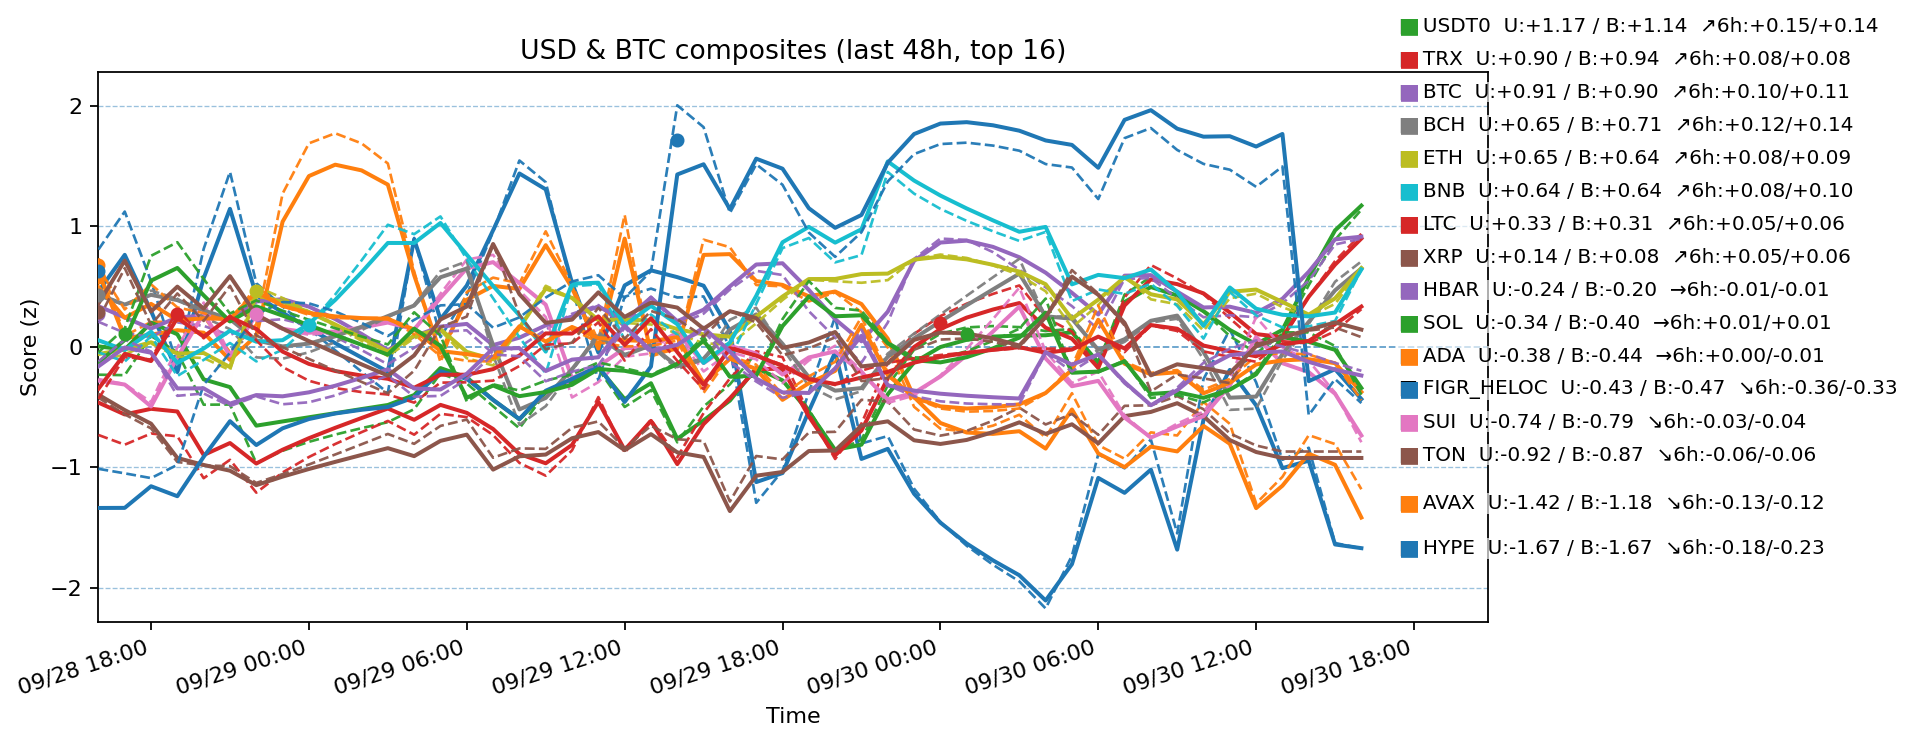 USD & BTC composites (last 48h, top 16)
USDT0 U:+1.17 / B:+1.14 ↗6h:+0.15/+0.14
TRX U:+0.90 / B:+0.94 ↗6h:+0.08/+0.08
BTC U:+0.91 / B:+0.90 ↗6h:+0.10/+0.11
BCH U:+0.65 / B:+0.71 ↗6h:+0.12/+0.14
ETH U:+0.65 / B:+0.64 ↗6h:+0.08/+0.09
BNB U:+0.64 / B:+0.64 ↗6h:+0.08/+0.10
LTC U:+0.33 / B:+0.31 ↗6h:+0.05/+0.06
XRP U:+0.14 / B:+0.08 ↗6h:+0.05/+0.06
HBAR U:-0.24 / B:-0.20 →6h:-0.01/-0.01
SOL U:-0.34 / B:-0.40 →6h:+0.01/+0.01
ADA U:-0.38 / B:-0.44 →6h:+0.00/-0.01
FIGR_HELOC U:-0.43 / B:-0.47 ↘6h:-0.36/-0.33
SUI U:-0.74 / B:-0.79 ↘6h:-0.03/-0.04
TON U:-0.92 / B:-0.87 ↘6h:-0.06/-0.06
AVAX U:-1.42 / B:-1.18 ↘6h:-0.13/-0.12
HYPE U:-1.67 / B:-1.67 ↘6h:-0.18/-0.23
Score (z)
2
1
0
−1
−2
09/28 18:00
09/29 00:00
09/29 06:00
09/29 12:00
09/29 18:00
09/30 00:00
09/30 06:00
09/30 12:00
09/30 18:00
Time